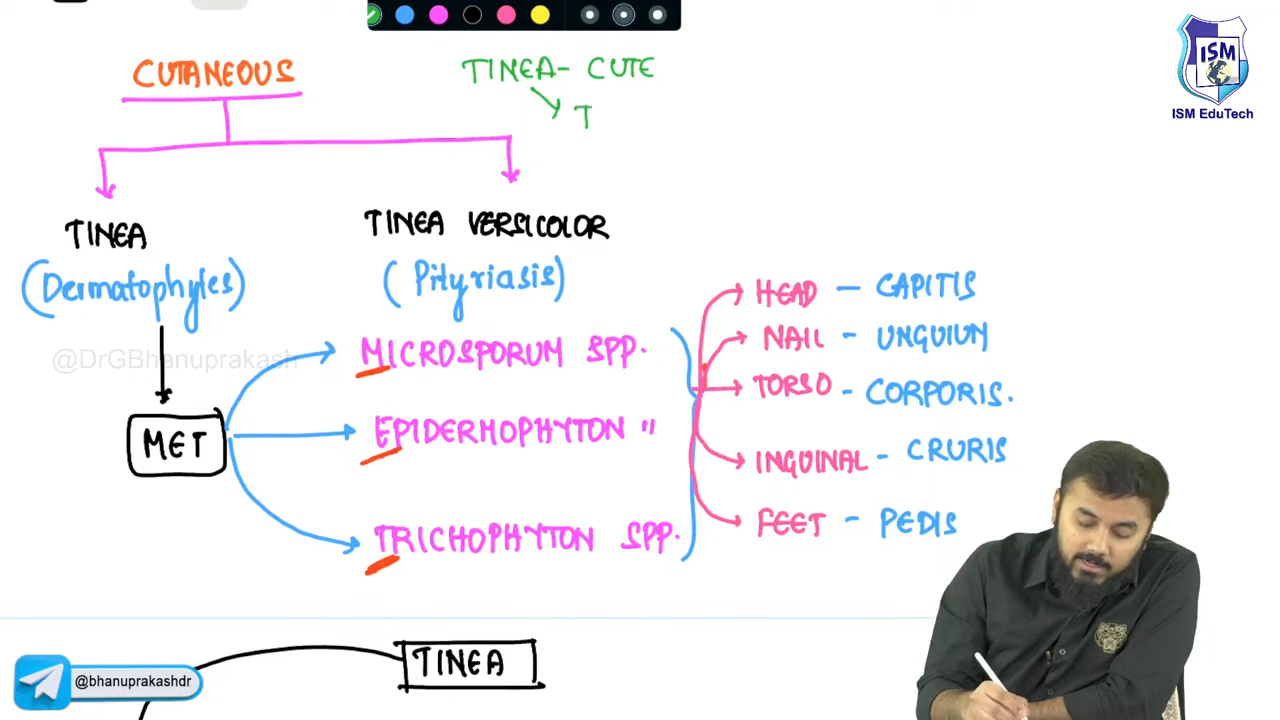 ISM
ISM EduTech
CUTANEOUS
TINEA- CUTE
T
TINEA
(Dermatophytes)
TINEA VERSICOLOR
(Pityriasis)
@DrGBhanuprakash
MET
MICROSPORUM SPP.
EPIDERMOPHYTON "
TRICHOPHYTON SPP.
HEAD - CAPITIS
NAIL - UNGUIUM
TORSO - CORPORIS.
INGUINAL - CRURIS
FEET - PEDIS
TINEA
@bhanuprakashdr